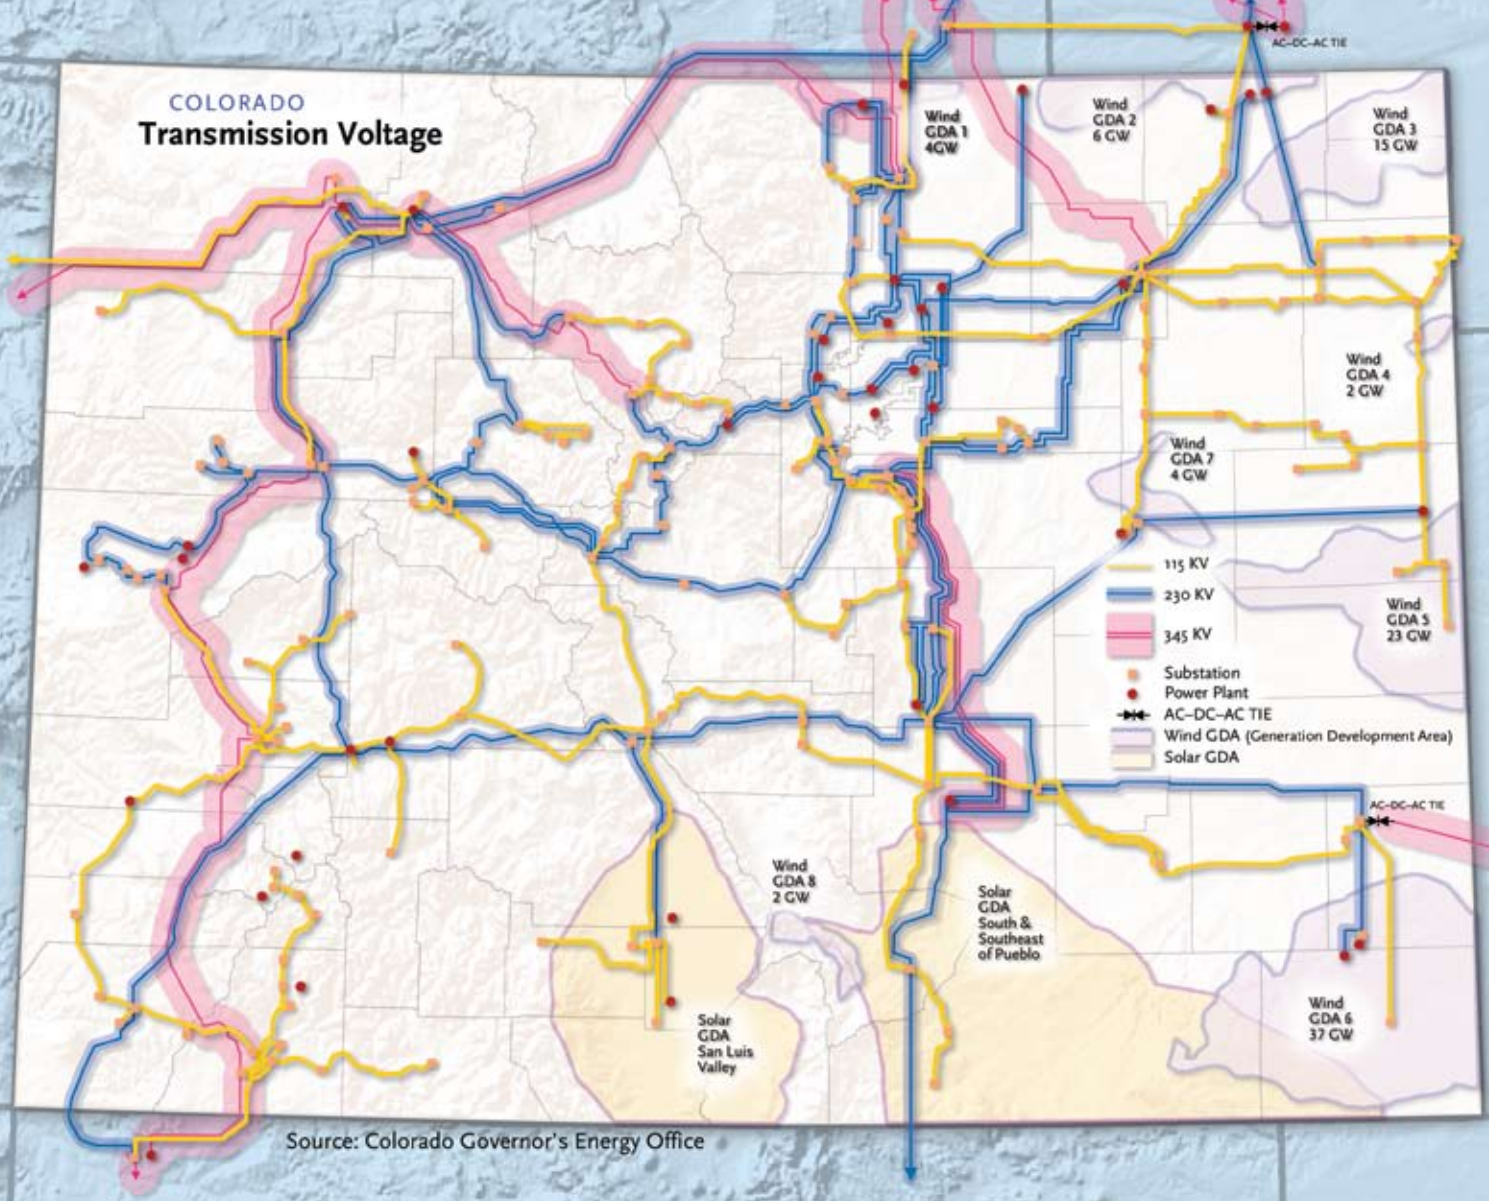 AC–DC–AC TIE
COLORADO
Transmission Voltage
Wind
GDA 1
4GW
Wind
GDA 2
6 GW
Wind
GDA 3
15 GW
Wind
GDA 4
2 GW
Wind
GDA 7
4 GW
115 KV
230 KV
345 KV
Substation
Power Plant
AC–DC–AC TIE
Wind GDA (Generation Development Area)
Solar GDA
Wind
GDA 5
23 GW
AC–DC–AC TIE
Wind
GDA 8
2 GW
Solar
GDA
South &
Southeast
of Pueblo
Wind
GDA 6
37 GW
Solar
GDA
San Luis
Valley
Source: Colorado Governor's Energy Office